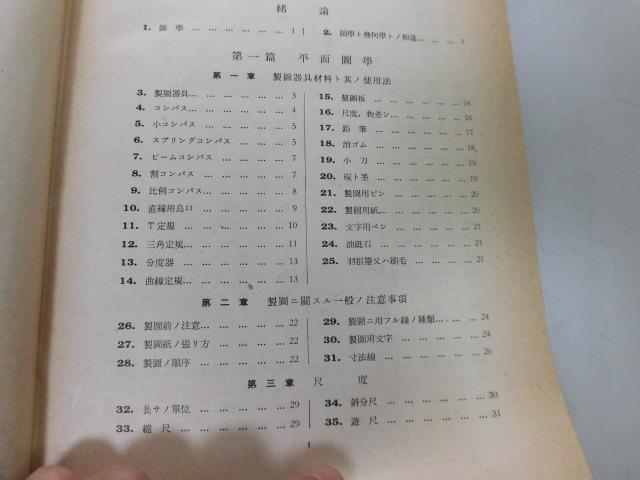 緒論
1. 圖學… … … … … … 1
2. 圖學ト幾何學トノ相違… … 1
第一篇 平面圖學
第一章 製圖器具材料ト其ノ使用法
3. 製圖器具… … … … … 3
4. コンパス… … … … … 4
5. 小コンパス … … … … 5
6. スプリングコンパス … … … 5
7. ビームコンパス … … … 7
8. 割コンパス … … … … 7
9. 比例コンパス… … … … 8
10. 直線用烏口 … … … … 9
11. T定規 … … … … … 10
12. 三角定規… … … … … 11
13. 分度器 … … … … … 13
14. 曲線定規… … … … … 13
15. 製圖板 … … … … … 16
16. 尺度，物差シ… … … … 16
17. 鉛筆 … … … … … 17
18. 消ゴム … … … … … 18
19. 小刀 … … … … … 19
20. 硯ト墨 … … … … … 19
21. 製圖用ピン … … … … 20
22. 製圖用紙… … … … … 20
23. 文字用ペン … … … … 21
24. 油砥石 … … … … … 21
25. 羽根箒又ハ刷毛 … … … 21
第二章 製圖ニ關スル一般ノ注意事項
26. 製圖前ノ注意… … … … 22
27. 製圖紙ノ張リ方 … … … 22
28. 製圖ノ順序 … … … … 22
29. 製圖ニ用フル線ノ種類… … 24
30. 製圖用文字 … … … … 24
31. 寸法線 … … … … … 26
第三章 尺度
32. 長サノ單位 … … … … 29
33. 縮尺 … … … … … 29
34. 斜分尺 … … … … … 30
35. 遊尺 … … … … … 31
1